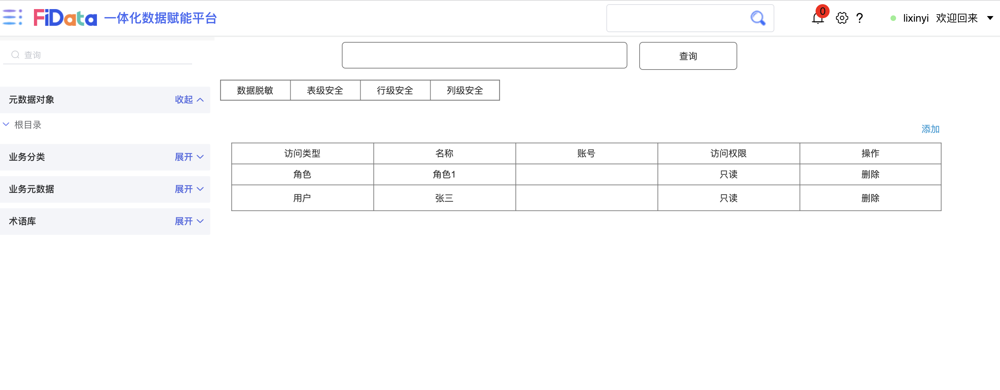 FiData 一体化数据赋能平台
0
? lixinyi 欢迎回来
查询
查询
数据脱敏 表级安全 行级安全 列级安全
元数据对象 收起
根目录
业务分类 展开
业务元数据 展开
术语库 展开
添加
访问类型 名称 账号 访问权限 操作
角色 角色1 只读 删除
用户 张三 只读 删除